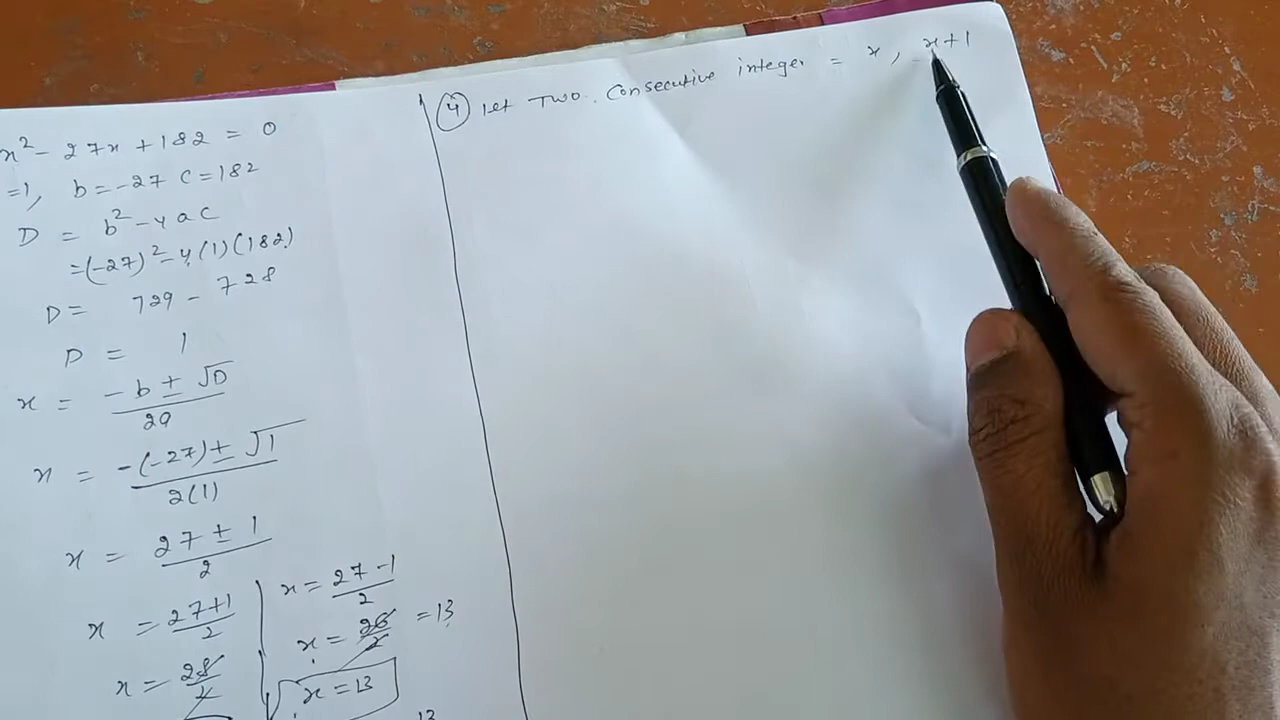 x² - 27x + 182 = 0
=1, b = -27 c = 182
D = b² - 4ac
= (-27)² - 4(1)(182)
D = 729 - 728
D = 1
x = -b ± √D / 2a
x = -(-27) ± √1 / 2(1)
x = 27 ± 1 / 2
x = 27+1 / 2
x = 28 / 2
x = 27-1 / 2
x = 26 / 2 = 13
x = 13
13
④ let Two. Consecutive integer = x, x+1